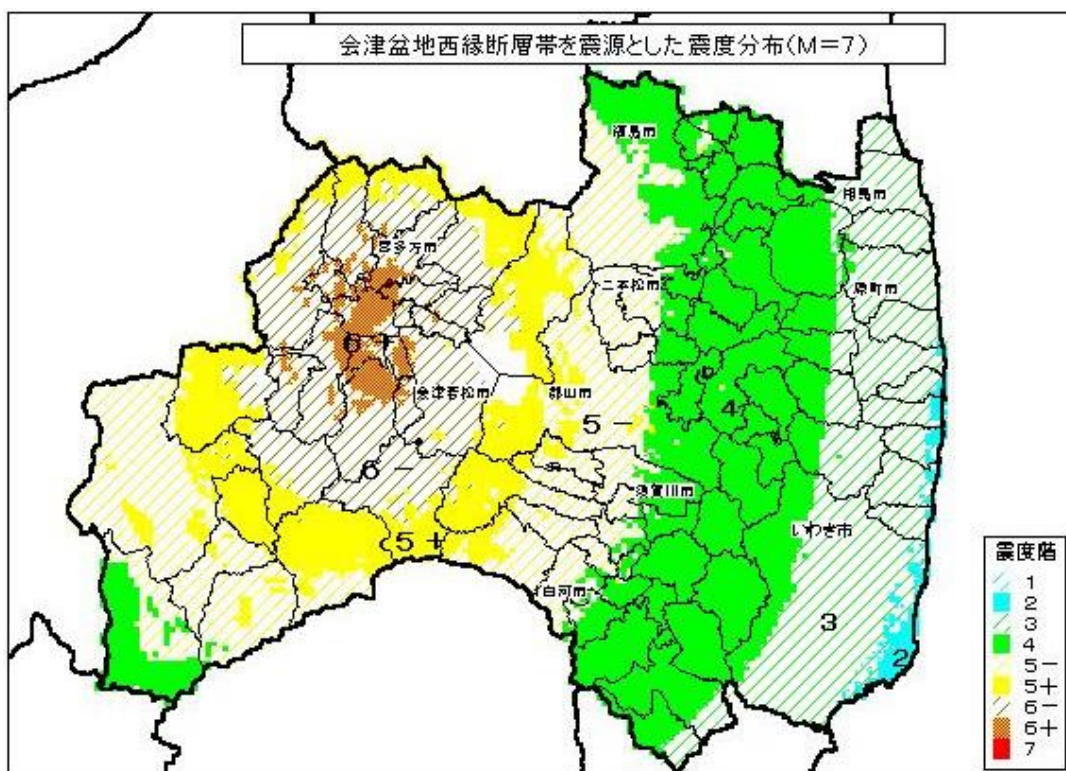 会津盆地西縁断層帯を震源とした震度分布(M=7)
福島市
相馬市
喜多方市
二本松市
原町市
6+
会津若松市
郡山市
4
5-
6-
須賀川市
5+
いわき市
白河市
3
2
震度階
1
2
3
4
5-
5+
6-
6+
7